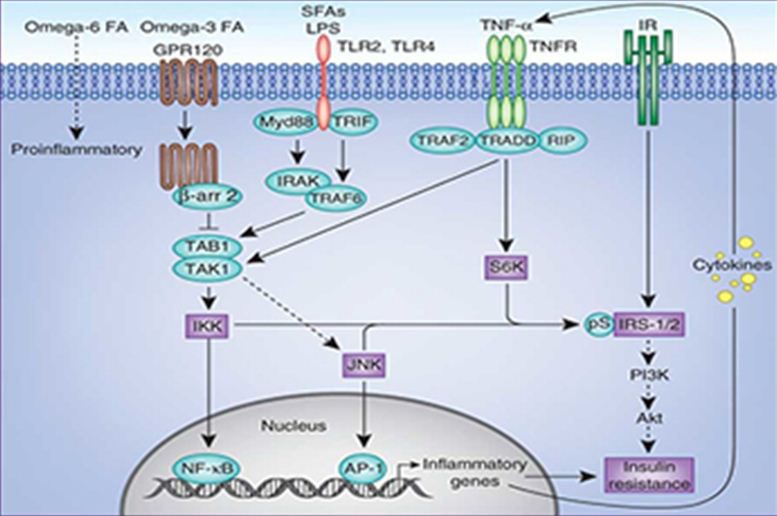 SFAs
LPS
Omega-6 FA
Omega-3 FA
GPR120
TLR2, TLR4
TNF-α
TNFR
IR
Myd88
TRIF
TRAF2
TRADD
RIP
Proinflammatory
IRAK
TRAF6
β-arr 2
TAB1
TAK1
S6K
Cytokines
IKK
pS
IRS-1/2
JNK
PI3K
Akt
Nucleus
NF-κB
AP-1
Inflammatory
genes
Insulin
resistance